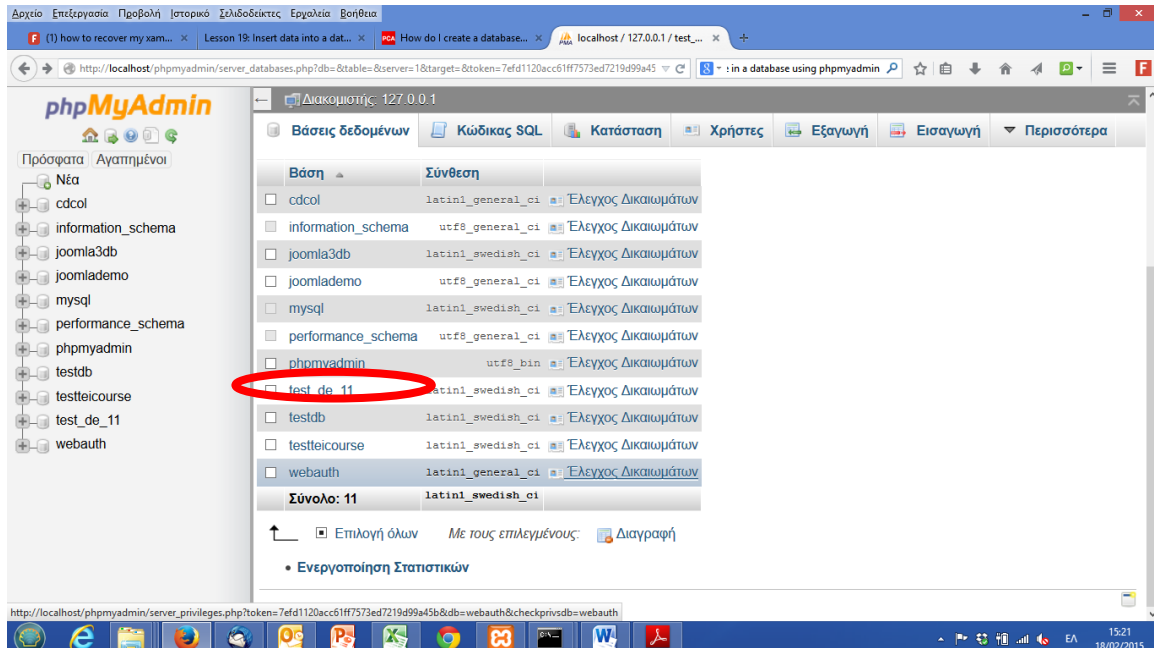 Αρχείο Επεξεργασία Προβολή Ιστορικό Σελιδοδείκτες Εργαλεία Βοήθεια
(1) how to recover my xam... × Lesson 19: Insert data into a dat... × PCA How do I create a database... × PMA localhost / 127.0.0.1 / test_... ×
http://localhost/phpmyadmin/server_databases.php?db=&table=&server=1&target=&token=7efd1120acc61ff7573ed7219d99a45 in a database using phpmyadmin
phpMyAdmin
Πρόσφατα Αγαπημένοι
Νέα
cdcol
information_schema
joomla3db
joomlademo
mysql
performance_schema
phpmyadmin
testdb
testteicourse
test_de_11
webauth
Διακομιστής: 127.0.0.1
Βάσεις δεδομένων Κώδικας SQL Κατάσταση Χρήστες Εξαγωγή Εισαγωγή Περισσότερα
Βάση Σύνθεση
cdcol latin1_general_ci Έλεγχος Δικαιωμάτων
information_schema utf8_general_ci Έλεγχος Δικαιωμάτων
joomla3db latin1_swedish_ci Έλεγχος Δικαιωμάτων
joomlademo utf8_general_ci Έλεγχος Δικαιωμάτων
mysql latin1_swedish_ci Έλεγχος Δικαιωμάτων
performance_schema utf8_general_ci Έλεγχος Δικαιωμάτων
phpmyadmin utf8_bin Έλεγχος Δικαιωμάτων
test_de_11 latin1_swedish_ci Έλεγχος Δικαιωμάτων
testdb latin1_swedish_ci Έλεγχος Δικαιωμάτων
testteicourse latin1_swedish_ci Έλεγχος Δικαιωμάτων
webauth latin1_general_ci Έλεγχος Δικαιωμάτων
Σύνολο: 11 latin1_swedish_ci
Επιλογή όλων Με τους επιλεγμένους: Διαγραφή
• Ενεργοποίηση Στατιστικών
http://localhost/phpmyadmin/server_privileges.php?token=7efd1120acc61ff7573ed7219d99a45b&db=webauth&checkprivsdb=webauth
ΕΛ 15:21
18/02/2015